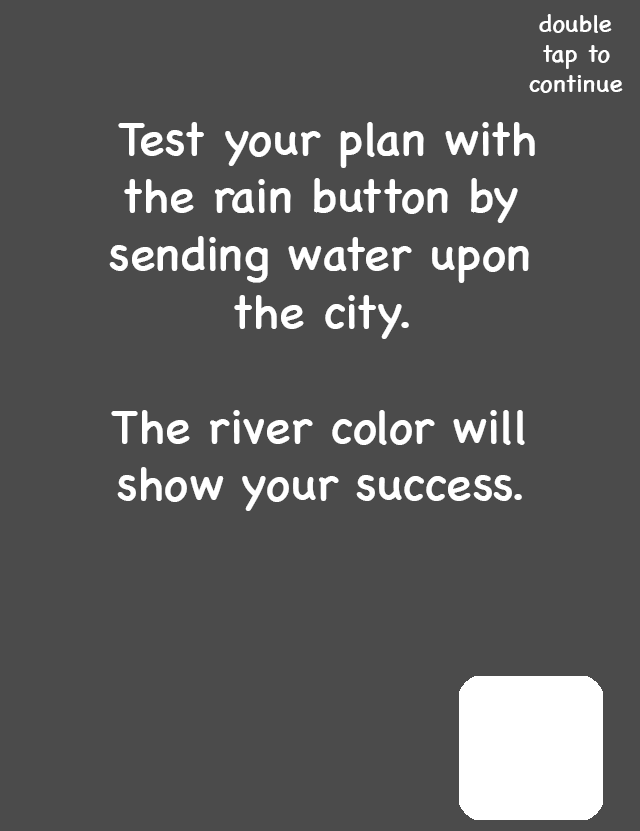 double
tap to
continue
Test your plan with
the rain button by
sending water upon
the city.
The river color will
show your success.